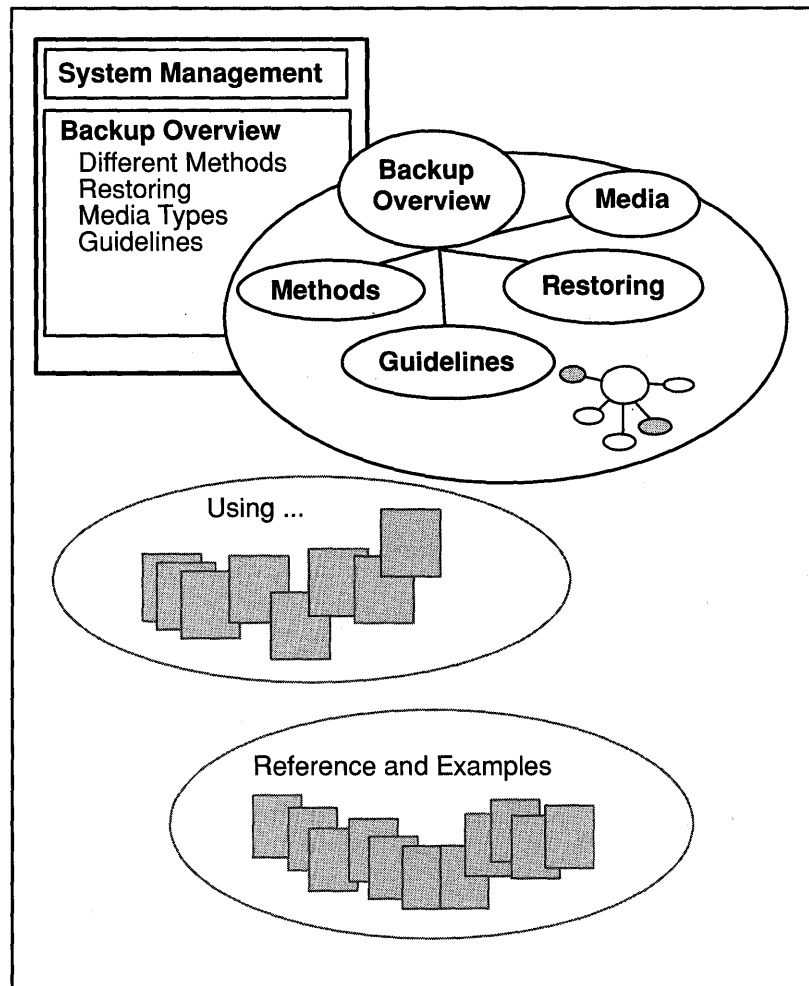 System Management
Backup Overview
Different Methods
Restoring
Media Types
Guidelines
Backup
Overview
Media
Methods
Restoring
Guidelines
Using ...
Reference and Examples